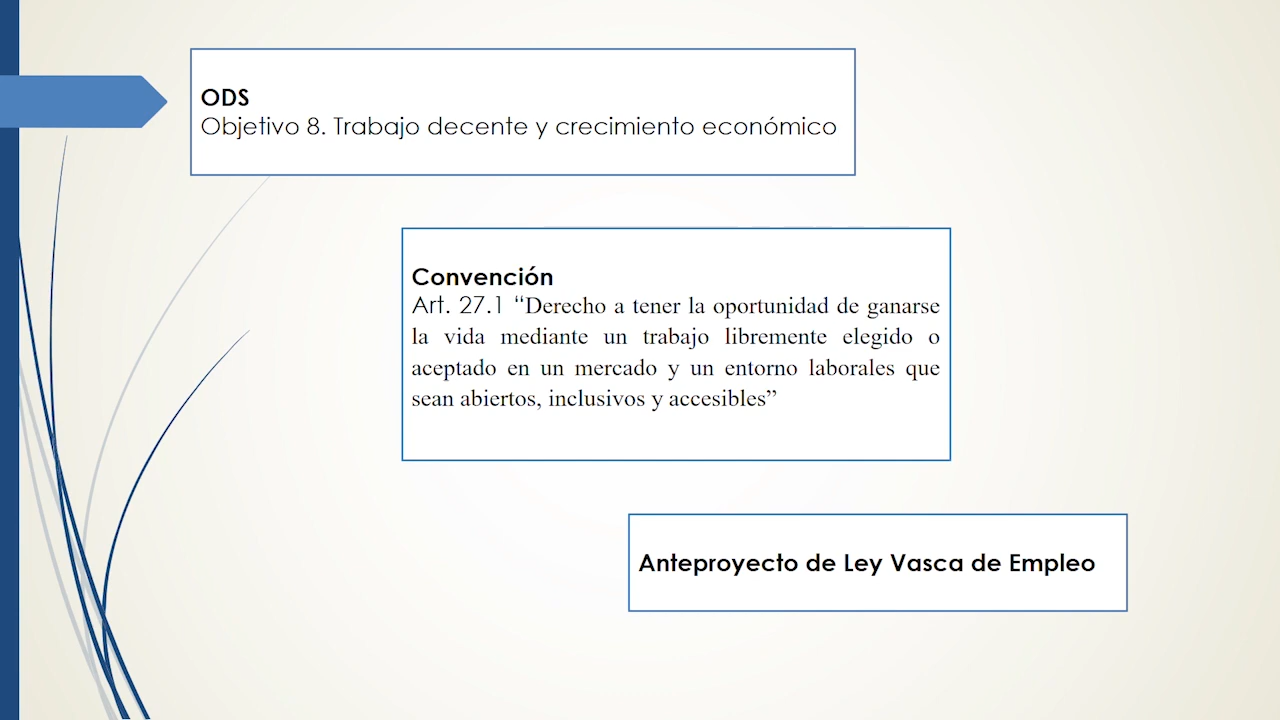 ODS
Objetivo 8. Trabajo decente y crecimiento económico
Convención
Art. 27.1 “Derecho a tener la oportunidad de ganarse
la vida mediante un trabajo libremente elegido o
aceptado en un mercado y un entorno laborales que
sean abiertos, inclusivos y accesibles”
Anteproyecto de Ley Vasca de Empleo